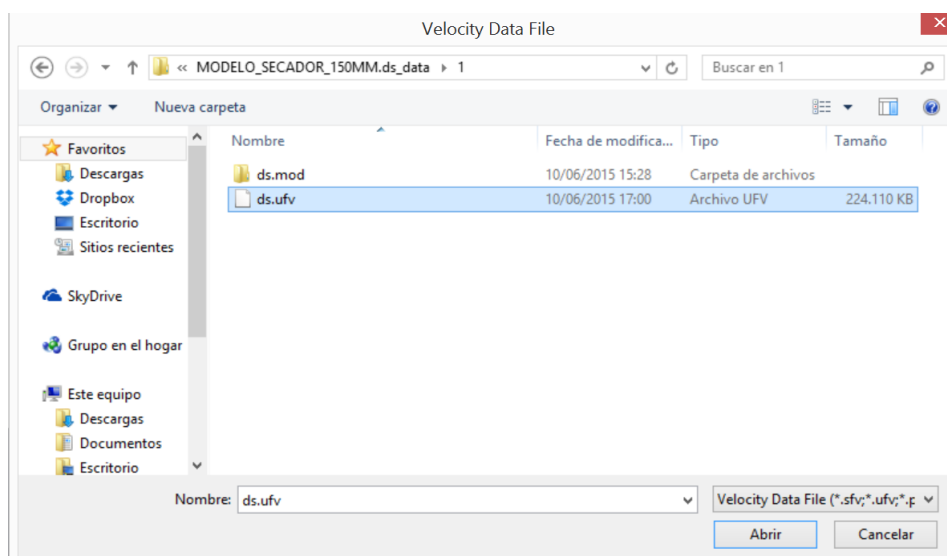 Velocity Data File
« MODELO_SECADOR_150MM.ds_data 1
Buscar en 1
Organizar
Nueva carpeta
Nombre Fecha de modifica... Tipo Tamaño
ds.mod 10/06/2015 15:28 Carpeta de archivos
ds.ufv 10/06/2015 17:00 Archivo UFV 224.110 KB
Favoritos
Descargas
Dropbox
Escritorio
Sitios recientes
SkyDrive
Grupo en el hogar
Este equipo
Descargas
Documentos
Escritorio
Nombre: ds.ufv
Velocity Data File (*.sfv;*.ufv;*.p
Abrir
Cancelar